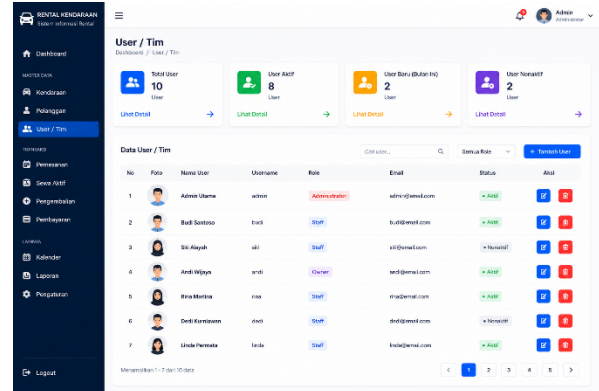 RENTAL KENDARAAN
Sistem Informasi Rental
Dashboard
MASTER DATA
Kendaraan
Pelanggan
User / Tim
TRANSAKSI
Pemesanan
Sewa Aktif
Pengembalian
Pembayaran
LAINNYA
Kalender
Laporan
Pengaturan
Logout
Admin
Administrator
User / Tim
Dashboard / User / Tim
Total User
10
User
Lihat Detail
User Aktif
8
User
Lihat Detail
User Baru (Bulan Ini)
2
User
Lihat Detail
User Nonaktif
2
User
Lihat Detail
Data User / Tim
Cari user...
Semua Role
+ Tambah User
No Foto Nama User Username Role Email Status Aksi
1 Admin Utama admin Administrator admin@email.com Aktif
2 Budi Santoso budi Staff budi@email.com Aktif
3 Siti Aisyah siti Staff siti@email.com Nonaktif
4 Andi Wijaya andi Owner andi@email.com Aktif
5 Rina Marlina rina Staff rina@email.com Aktif
6 Dedi Kurniawan dedi Staff dedi@email.com Nonaktif
7 Linda Permata linda Staff linda@email.com Aktif
Menampilkan 1 - 7 dari 10 data
< 1 2 3 4 5 >